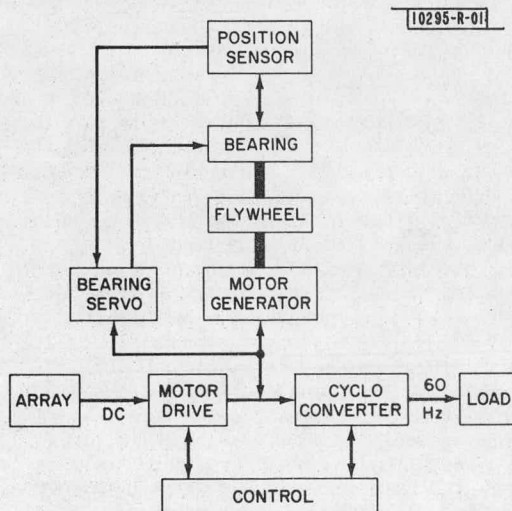 10295-R-01
POSITION
SENSOR
BEARING
FLYWHEEL
BEARING
SERVO
MOTOR
GENERATOR
ARRAY
DC
MOTOR
DRIVE
CYCLO
CONVERTER
60
Hz
LOAD
CONTROL